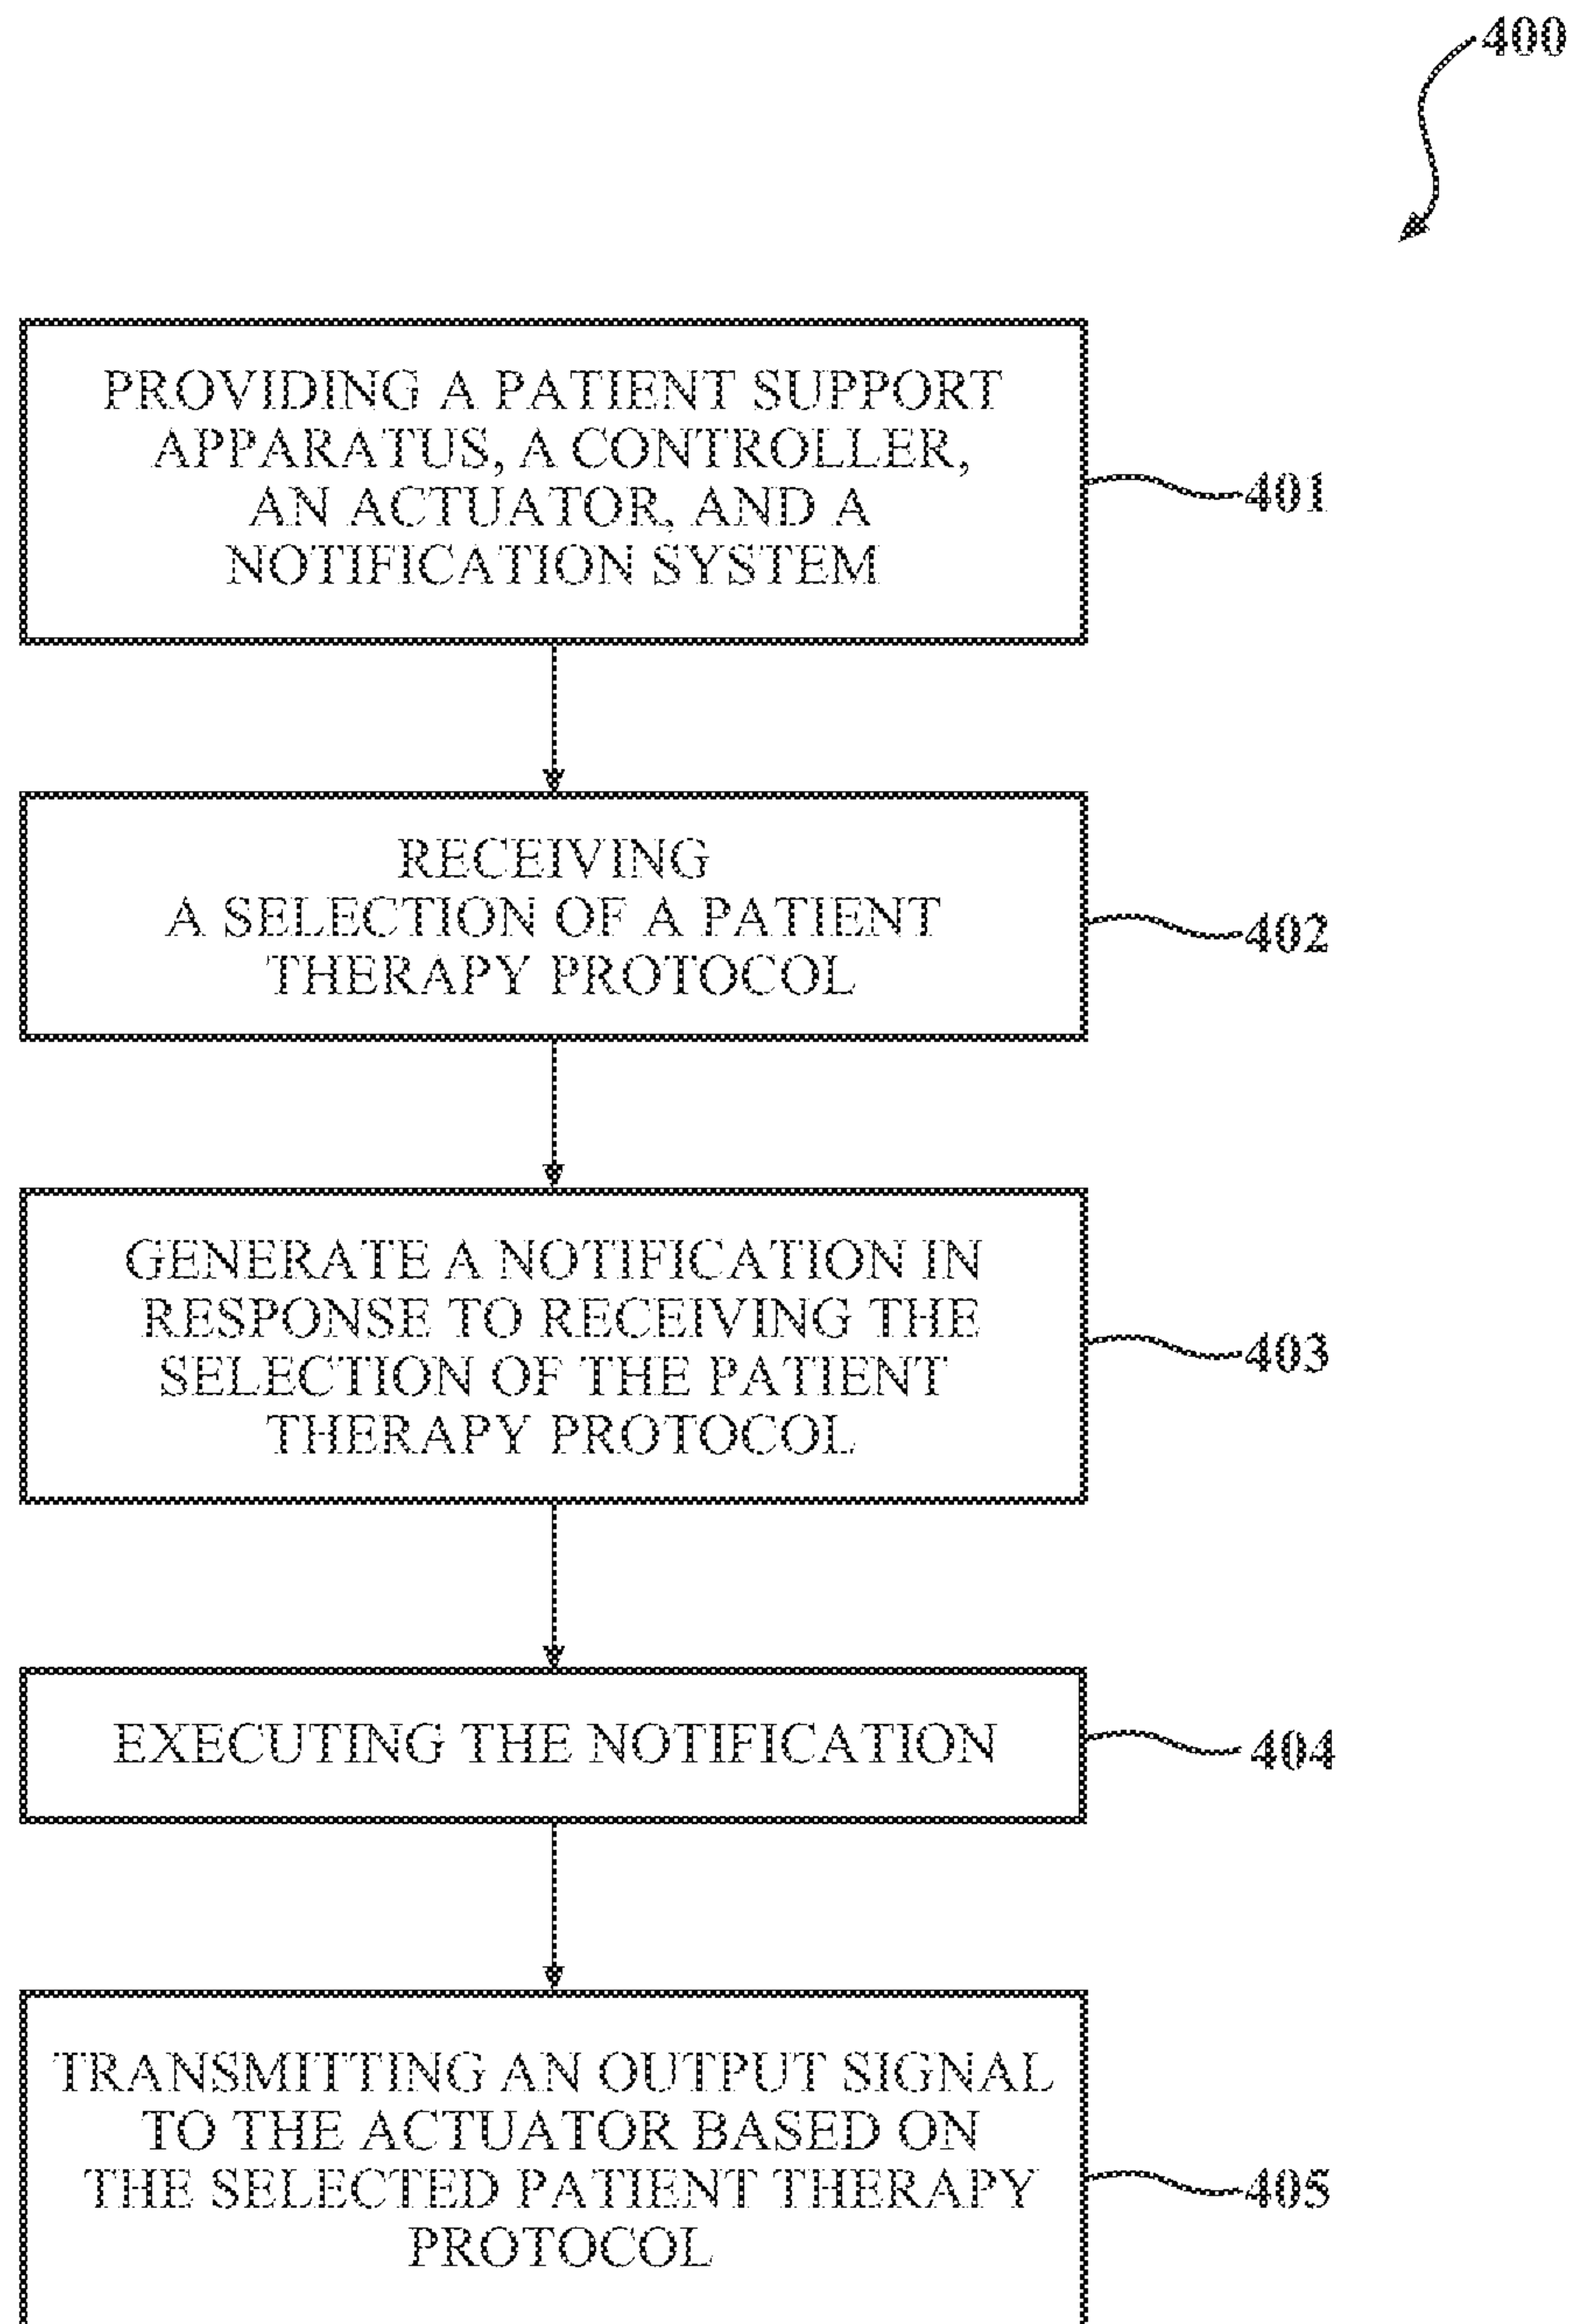 400
PROVIDING A PATIENT SUPPORT
APPARATUS, A CONTROLLER,
AN ACTUATOR, AND A
NOTIFICATION SYSTEM
401
RECEIVING
A SELECTION OF A PATIENT
THERAPY PROTOCOL
402
GENERATE A NOTIFICATION IN
RESPONSE TO RECEIVING THE
SELECTION OF THE PATIENT
THERAPY PROTOCOL
403
EXECUTING THE NOTIFICATION
404
TRANSMITTING AN OUTPUT SIGNAL
TO THE ACTUATOR BASED ON
THE SELECTED PATIENT THERAPY
PROTOCOL
405